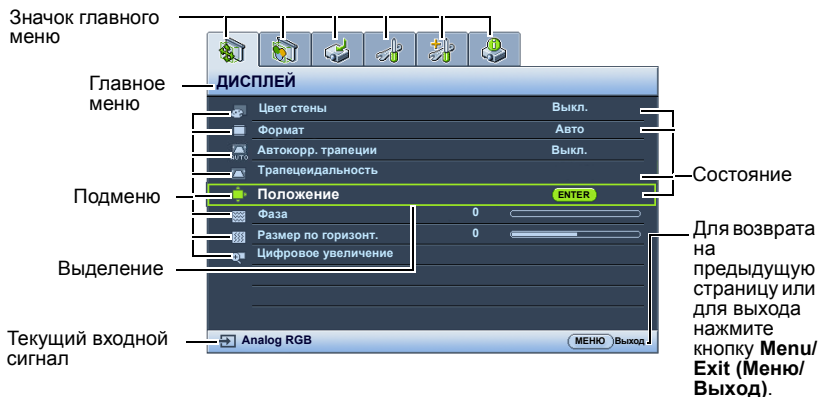 Значок главного
меню
Главное
меню
ДИСПЛЕЙ
Цвет стены Выкл.
Формат Авто
AUTO
Автокорр. трапеции Выкл.
Трапецеидальность
Положение ENTER
Фаза 0
Размер по горизонт. 0
Цифровое увеличение
Analog RGB МЕНЮ Выход
Подменю
Выделение
Текущий входной
сигнал
Состояние
Для возврата
на
предыдущую
страницу или
для выхода
нажмите
кнопку Menu/
Exit (Меню/
Выход).